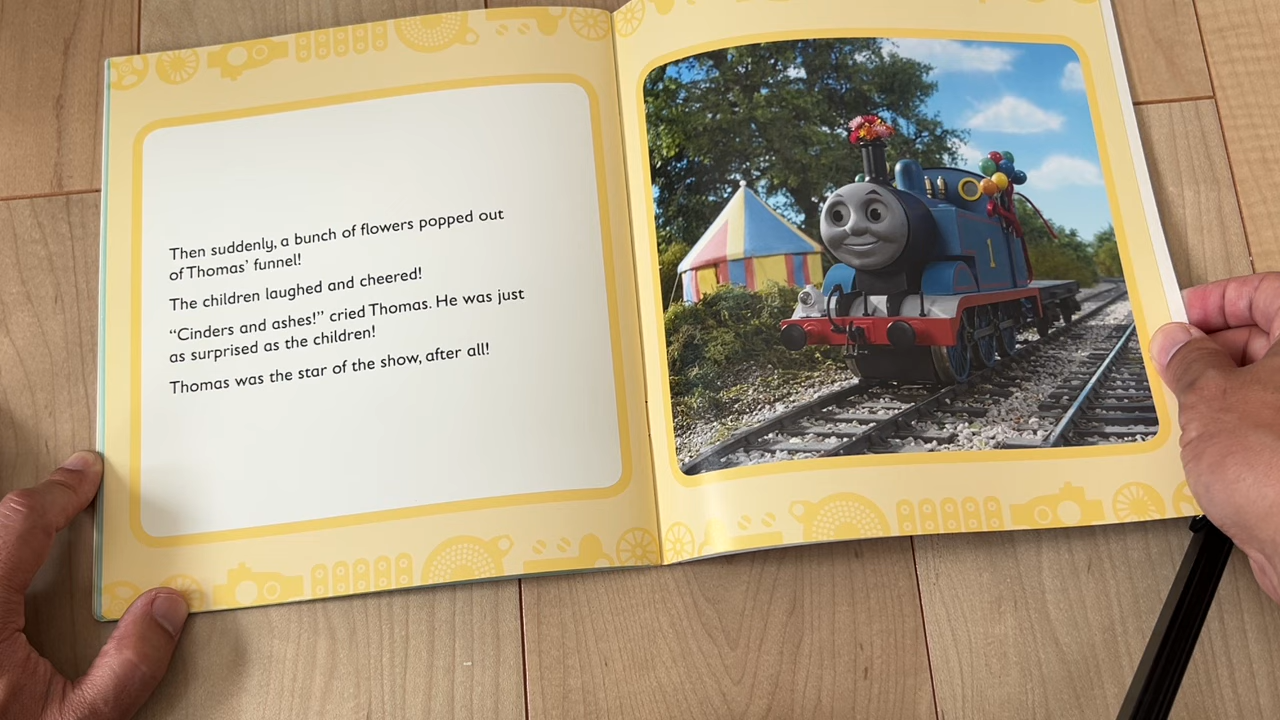 Then suddenly, a bunch of flowers popped out
of Thomas' funnel!
The children laughed and cheered!
“Cinders and ashes!” cried Thomas. He was just
as surprised as the children!
Thomas was the star of the show, after all!
1